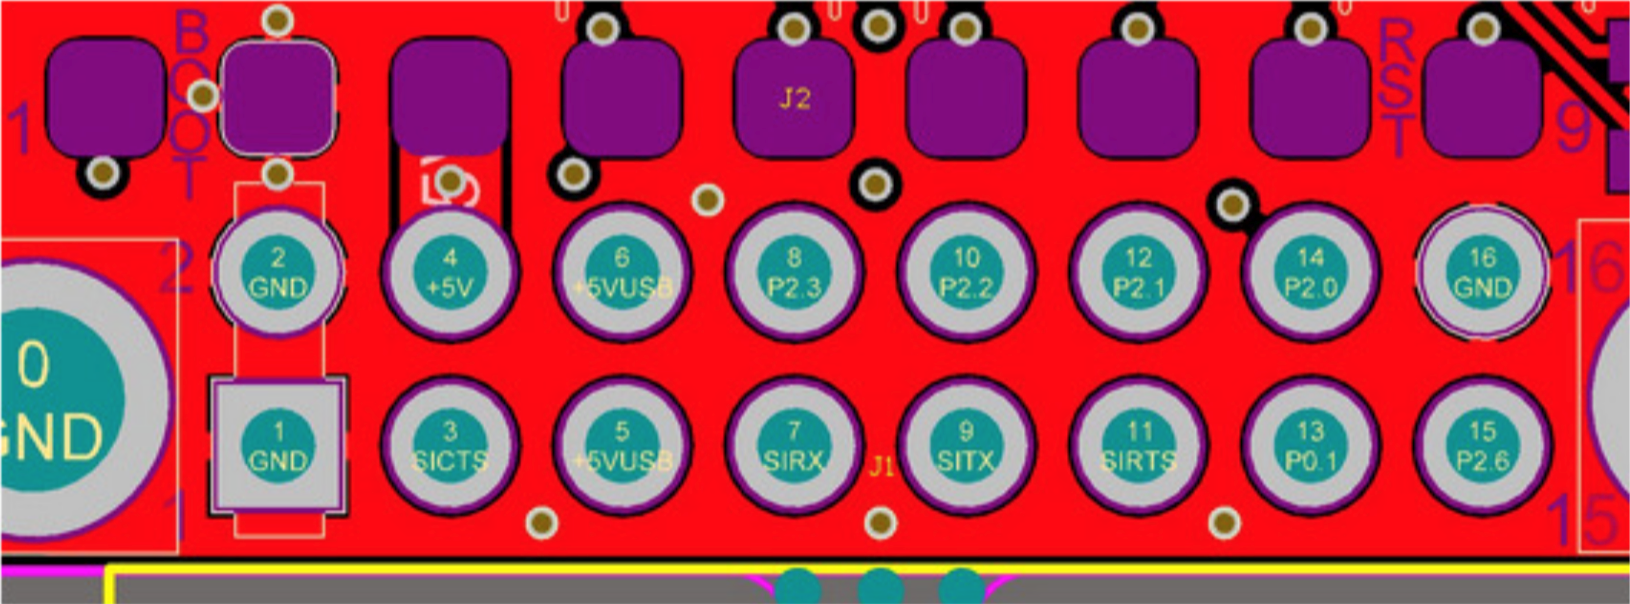 BOOT
RST
1
J2
9
5
2
2
GND
4
+5V
6
+5VUSB
8
P2.3
10
P2.2
12
P2.1
14
P2.0
16
GND
16
0
GND
1
GND
3
SICTS
5
+5VUSB
7
SIRX
J1
9
SITX
11
SIRTS
13
P0.1
15
P2.6
1
15